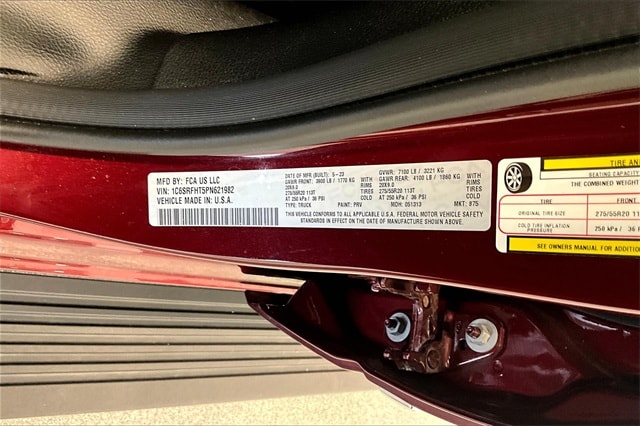 MFD BY: FCA US LLC
VIN: 1C6SRFHT5PN621982
VEHICLE MADE IN: U.S.A.
DATE OF MFR (BUILT): 5-23
GAWR FRONT: 3900 LB / 1770 KG WITH
20X9.0 RIMS
275/55R20 113T TIRES
AT 250 kPa / 36 PSI COLD
TYPE: TRUCK PAINT: PRV
GVWR: 7100 LB / 3221 KG
GAWR REAR: 4100 LB / 1860 KG WITH
20X9.0 RIMS
275/55R20 113T TIRES
AT 250 kPa / 36 PSI COLD
MDH: 051313 MKT: 875
THIS VEHICLE CONFORMS TO ALL APPLICABLE U.S.A. FEDERAL MOTOR VEHICLE SAFETY
STANDARDS IN EFFECT ON THE DATE OF MANUFACTURE SHOWN ABOVE
TIRE AND
THE COMBINED WEIGHT
TIRE FRONT
ORIGINAL TIRE SIZE 275/55R20 11
COLD TIRE INFLATION PRESSURE 250 kPa / 36 P
SEE OWNERS MANUAL FOR ADDITION